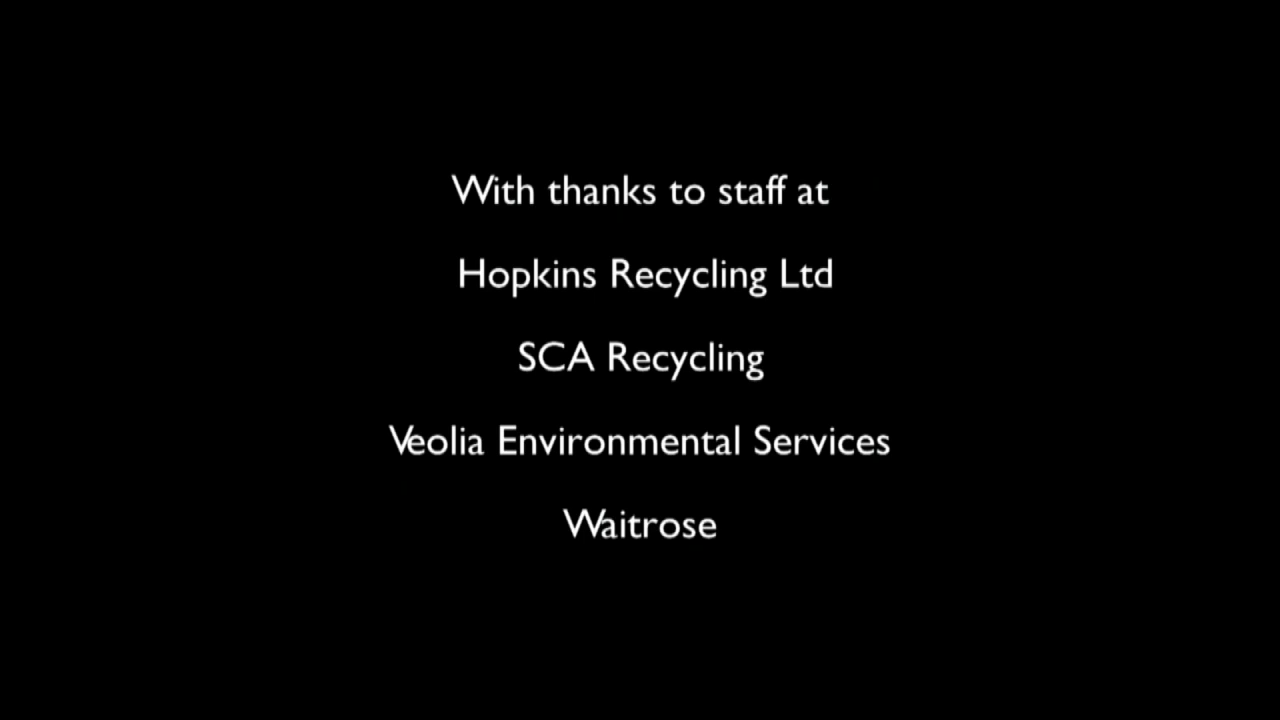 With thanks to staff at
Hopkins Recycling Ltd
SCA Recycling
Veolia Environmental Services
Waitrose